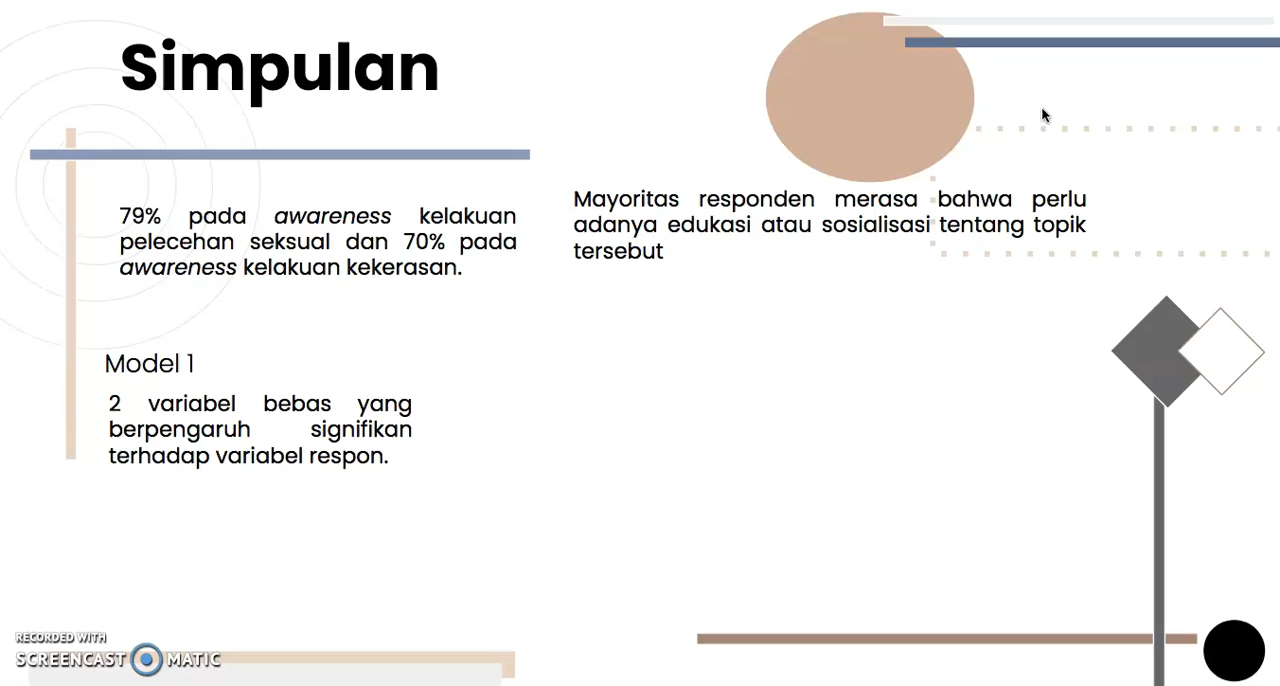 Simpulan
79% pada awareness kelakuan
pelecehan seksual dan 70% pada
awareness kelakuan kekerasan.
Mayoritas responden merasa bahwa perlu
adanya edukasi atau sosialisasi tentang topik
tersebut
Model 1
2 variabel bebas yang
berpengaruh signifikan
terhadap variabel respon.
RECORDED WITH
SCREENCAST MATIC